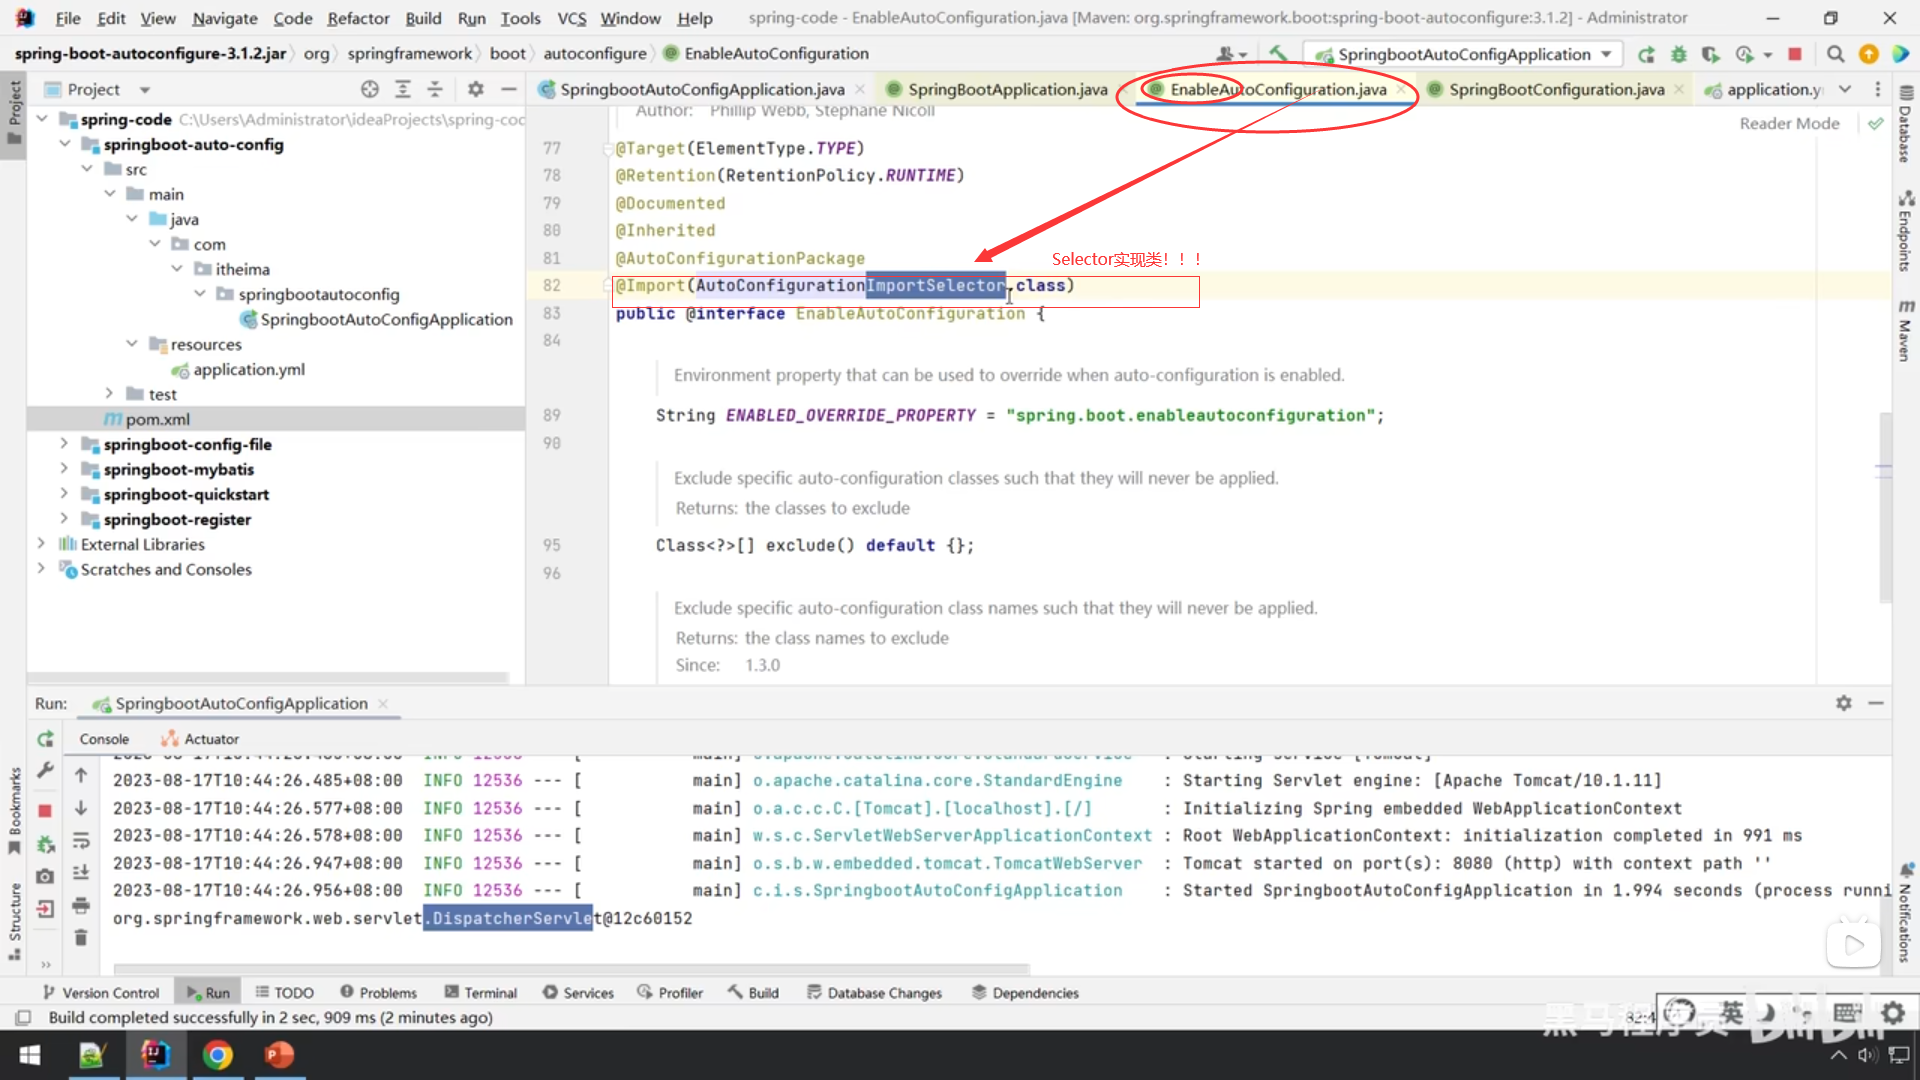 File Edit View Navigate Code Refactor Build Run Tools VCS Window Help spring-code - EnableAutoConfiguration.java [Maven: org.springframework.boot:spring-boot-autoconfigure:3.1.2] - Administrator
spring-boot-autoconfigure-3.1.2.jar org springframework boot autoconfigure EnableAutoConfiguration SpringbootAutoConfigApplication
Project
Project
SpringbootAutoConfigApplication.java SpringBootApplication.java EnableAutoConfiguration.java SpringBootConfiguration.java application.y
spring-code C:\Users\Administrator\ideaProjects\spring-cod
springboot-auto-config
src
main
java
com
itheima
springbootautoconfig
SpringbootAutoConfigApplication
resources
application.yml
test
pom.xml
springboot-config-file
springboot-mybatis
springboot-quickstart
springboot-register
External Libraries
Scratches and Consoles
Author: Phillip Webb, Stephane Nicoll
Reader Mode
77 @Target(ElementType.TYPE)
78 @Retention(RetentionPolicy.RUNTIME)
79 @Documented
80 @Inherited
81 @AutoConfigurationPackage
Selector实现类！！！
82 @Import(AutoConfigurationImportSelector.class)
83 public @interface EnableAutoConfiguration {
84
Environment property that can be used to override when auto-configuration is enabled.
89 String ENABLED_OVERRIDE_PROPERTY = "spring.boot.enableautoconfiguration";
90
Exclude specific auto-configuration classes such that they will never be applied.
Returns: the classes to exclude
95 Class<?>[] exclude() default {};
96
Exclude specific auto-configuration class names such that they will never be applied.
Returns: the class names to exclude
Since: 1.3.0
Database
Endpoints
Maven
Notifications
Bookmarks
Structure
Run: SpringbootAutoConfigApplication
Console Actuator
main] o.apache.catalina.core.StandardService : Starting service [Tomcat]
2023-08-17T10:44:26.485+08:00 INFO 12536 --- [ main] o.apache.catalina.core.StandardEngine : Starting Servlet engine: [Apache Tomcat/10.1.11]
2023-08-17T10:44:26.577+08:00 INFO 12536 --- [ main] o.a.c.c.C.[Tomcat].[localhost].[/] : Initializing Spring embedded WebApplicationContext
2023-08-17T10:44:26.578+08:00 INFO 12536 --- [ main] w.s.c.ServletWebServerApplicationContext : Root WebApplicationContext: initialization completed in 991 ms
2023-08-17T10:44:26.947+08:00 INFO 12536 --- [ main] o.s.b.w.embedded.tomcat.TomcatWebServer : Tomcat started on port(s): 8080 (http) with context path ''
2023-08-17T10:44:26.956+08:00 INFO 12536 --- [ main] c.i.s.SpringbootAutoConfigApplication : Started SpringbootAutoConfigApplication in 1.994 seconds (process runni
org.springframework.web.servlet.DispatcherServlet@12c60152
Version Control Run TODO Problems Terminal Services Profiler Build Database Changes Dependencies
Build completed successfully in 2 sec, 909 ms (2 minutes ago)
英
黑马程序员 bilibili